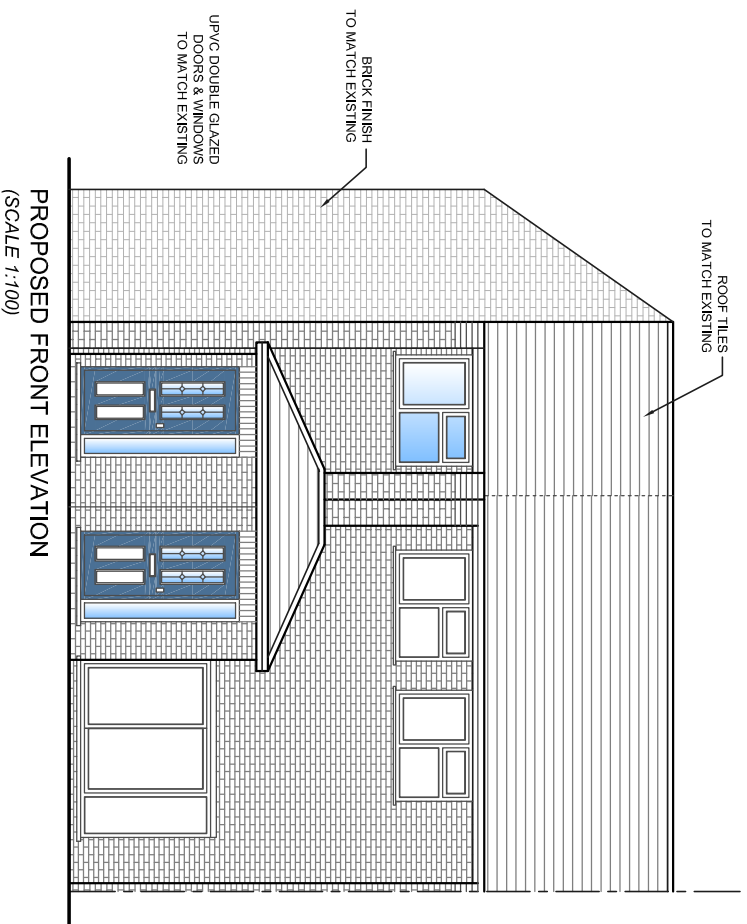 ROOF TILES
TO MATCH EXISTING
BRICK FINISH
TO MATCH EXISTING
UPVC DOUBLE GLAZED
DOORS & WINDOWS
TO MATCH EXISTING
PROPOSED FRONT ELEVATION
(SCALE 1:100)